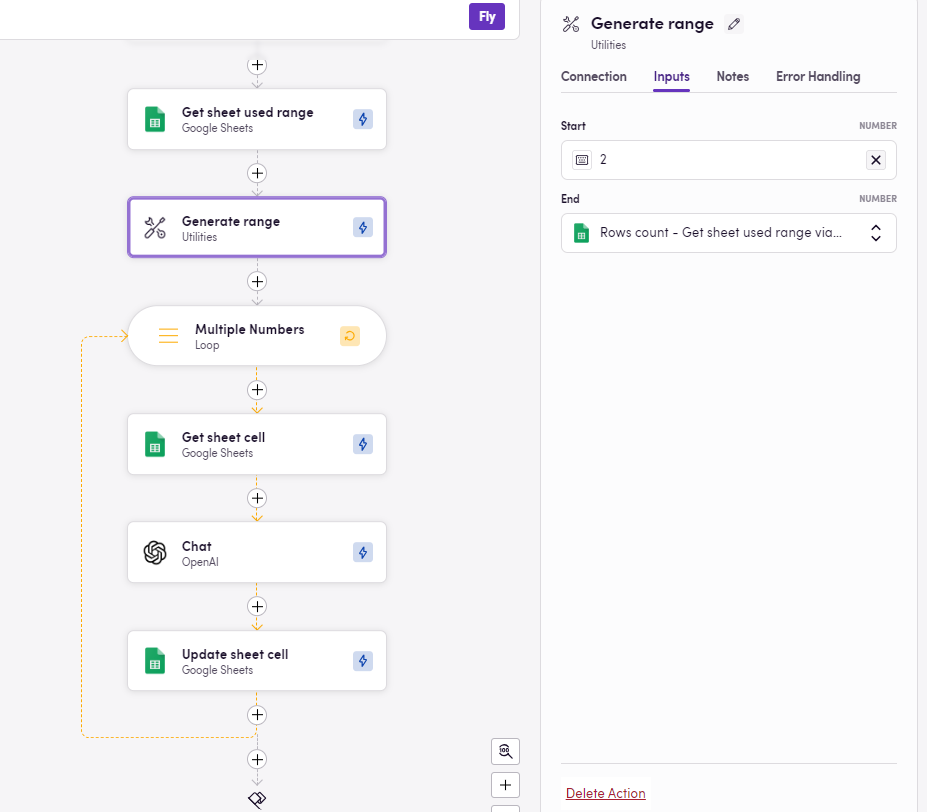 Fly
Get sheet used range
Google Sheets
Generate range
Utilities
Multiple Numbers
Loop
Get sheet cell
Google Sheets
Chat
OpenAI
Update sheet cell
Google Sheets
Generate range
Utilities
Connection Inputs Notes Error Handling
Start NUMBER
2
End NUMBER
Rows count - Get sheet used range via...
Delete Action